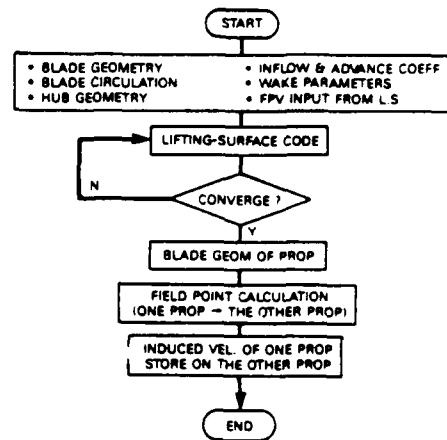 START
• BLADE GEOMETRY
• BLADE CIRCULATION
• HUB GEOMETRY
• INFLOW & ADVANCE COEFF
• WAKE PARAMETERS
• FPV INPUT FROM L.S
LIFTING-SURFACE CODE
N
CONVERGE ?
Y
BLADE GEOM OF PROP
FIELD POINT CALCULATION
(ONE PROP → THE OTHER PROP)
INDUCED VEL. OF ONE PROP
STORE ON THE OTHER PROP
END